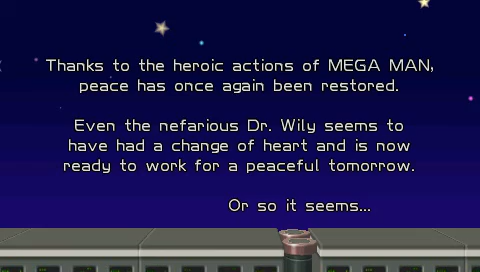 Thanks to the heroic actions of MEGA MAN,
peace has once again been restored.
Even the nefarious Dr. Wily seems to
have had a change of heart and is now
ready to work for a peaceful tomorrow.
Or so it seems...